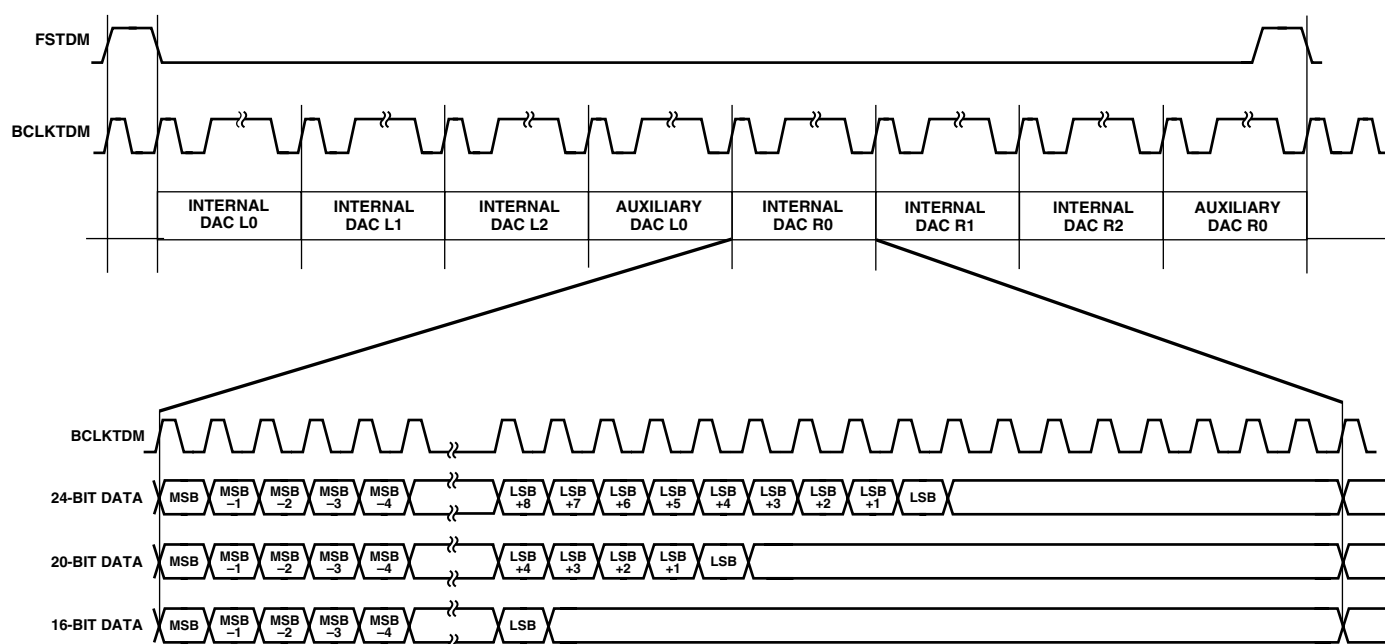 FSTDM
BCLKTDM
INTERNAL
DAC L0
INTERNAL
DAC L1
INTERNAL
DAC L2
AUXILIARY
DAC L0
INTERNAL
DAC R0
INTERNAL
DAC R1
INTERNAL
DAC R2
AUXILIARY
DAC R0
BCLKTDM
24-BIT DATA
MSB
MSB
–1
MSB
–2
MSB
–3
MSB
–4
LSB
+8
LSB
+7
LSB
+6
LSB
+5
LSB
+4
LSB
+3
LSB
+2
LSB
+1
LSB
20-BIT DATA
MSB
MSB
–1
MSB
–2
MSB
–3
MSB
–4
LSB
+4
LSB
+3
LSB
+2
LSB
+1
LSB
16-BIT DATA
MSB
MSB
–1
MSB
–2
MSB
–3
MSB
–4
LSB